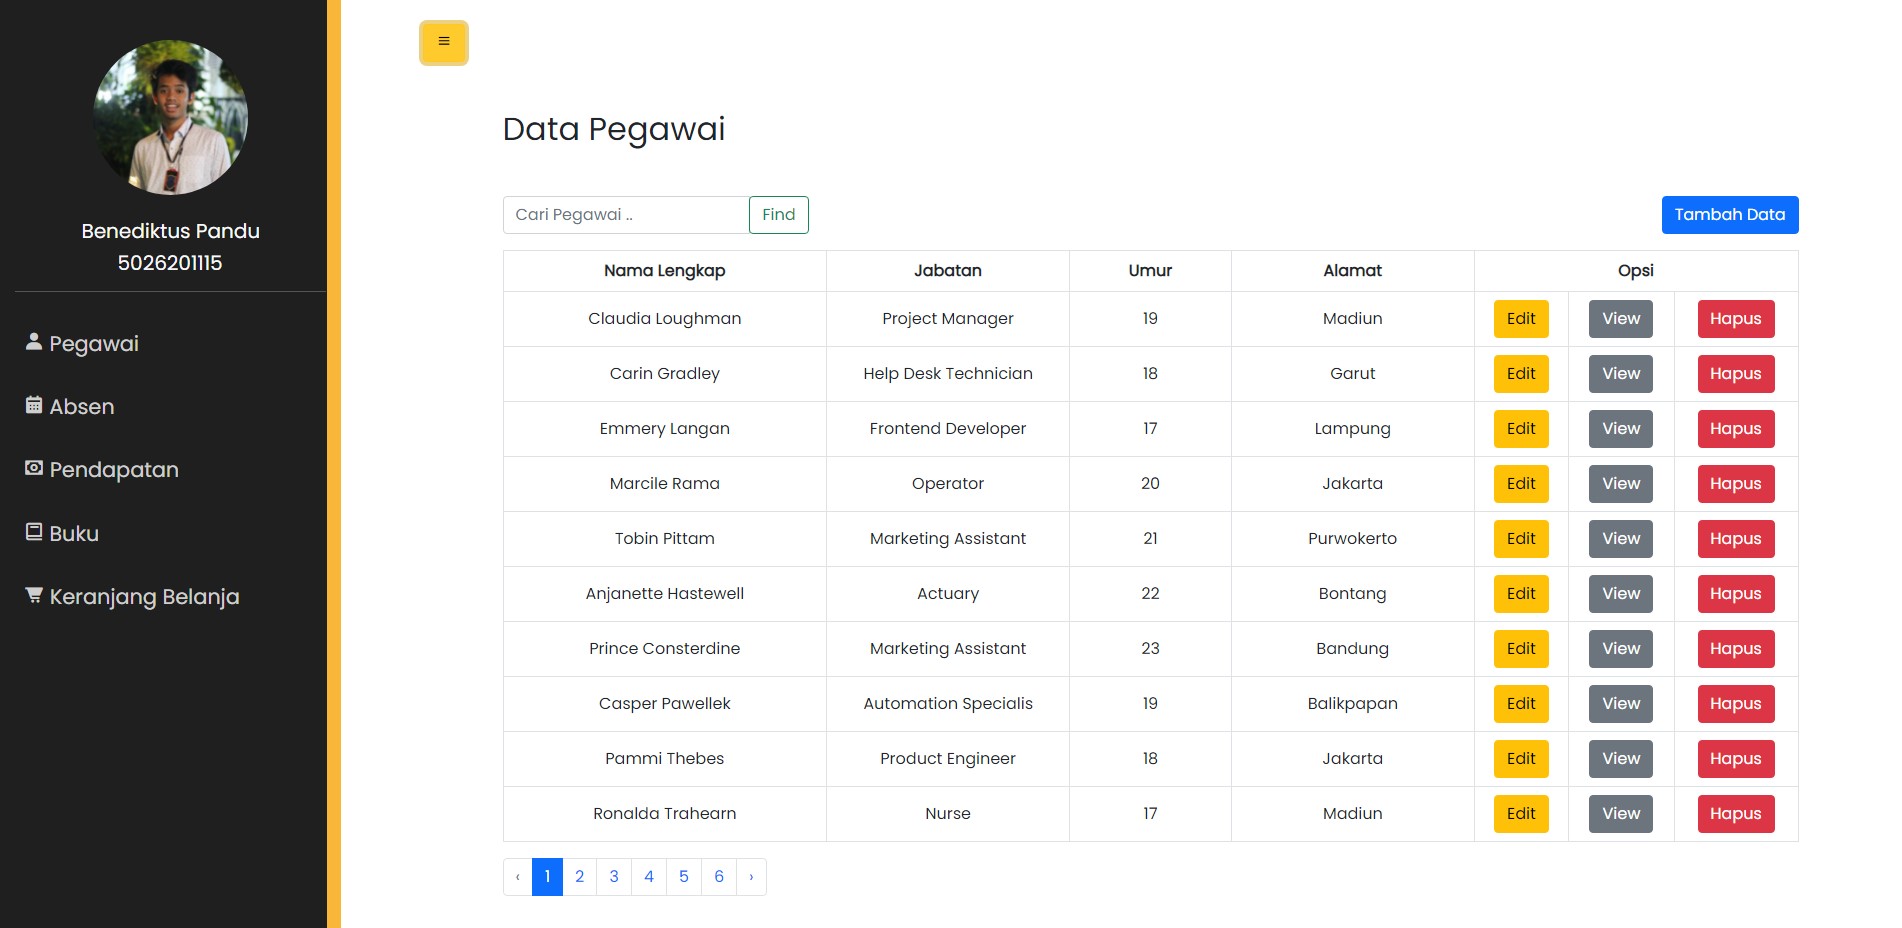 Benediktus Pandu
5026201115
Pegawai
Absen
Pendapatan
Buku
Keranjang Belanja
Data Pegawai
Cari Pegawai .. Find Tambah Data
Nama Lengkap Jabatan Umur Alamat Opsi
Claudia Loughman Project Manager 19 Madiun Edit View Hapus
Carin Gradley Help Desk Technician 18 Garut Edit View Hapus
Emmery Langan Frontend Developer 17 Lampung Edit View Hapus
Marcile Rama Operator 20 Jakarta Edit View Hapus
Tobin Pittam Marketing Assistant 21 Purwokerto Edit View Hapus
Anjanette Hastewell Actuary 22 Bontang Edit View Hapus
Prince Consterdine Marketing Assistant 23 Bandung Edit View Hapus
Casper Pawellek Automation Specialis 19 Balikpapan Edit View Hapus
Pammi Thebes Product Engineer 18 Jakarta Edit View Hapus
Ronalda Trahearn Nurse 17 Madiun Edit View Hapus
‹ 1 2 3 4 5 6 ›